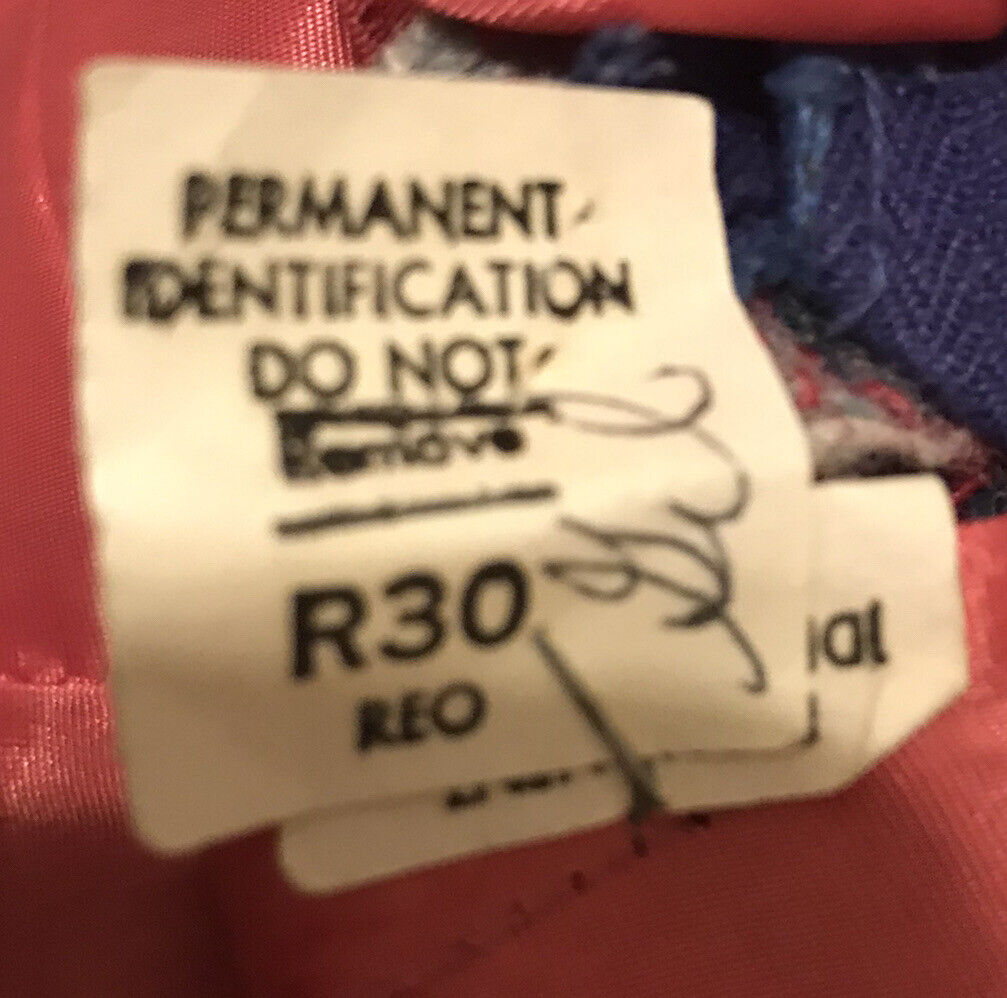 PERMANENT
IDENTIFICATION
DO NOT
Remove
R30
REO